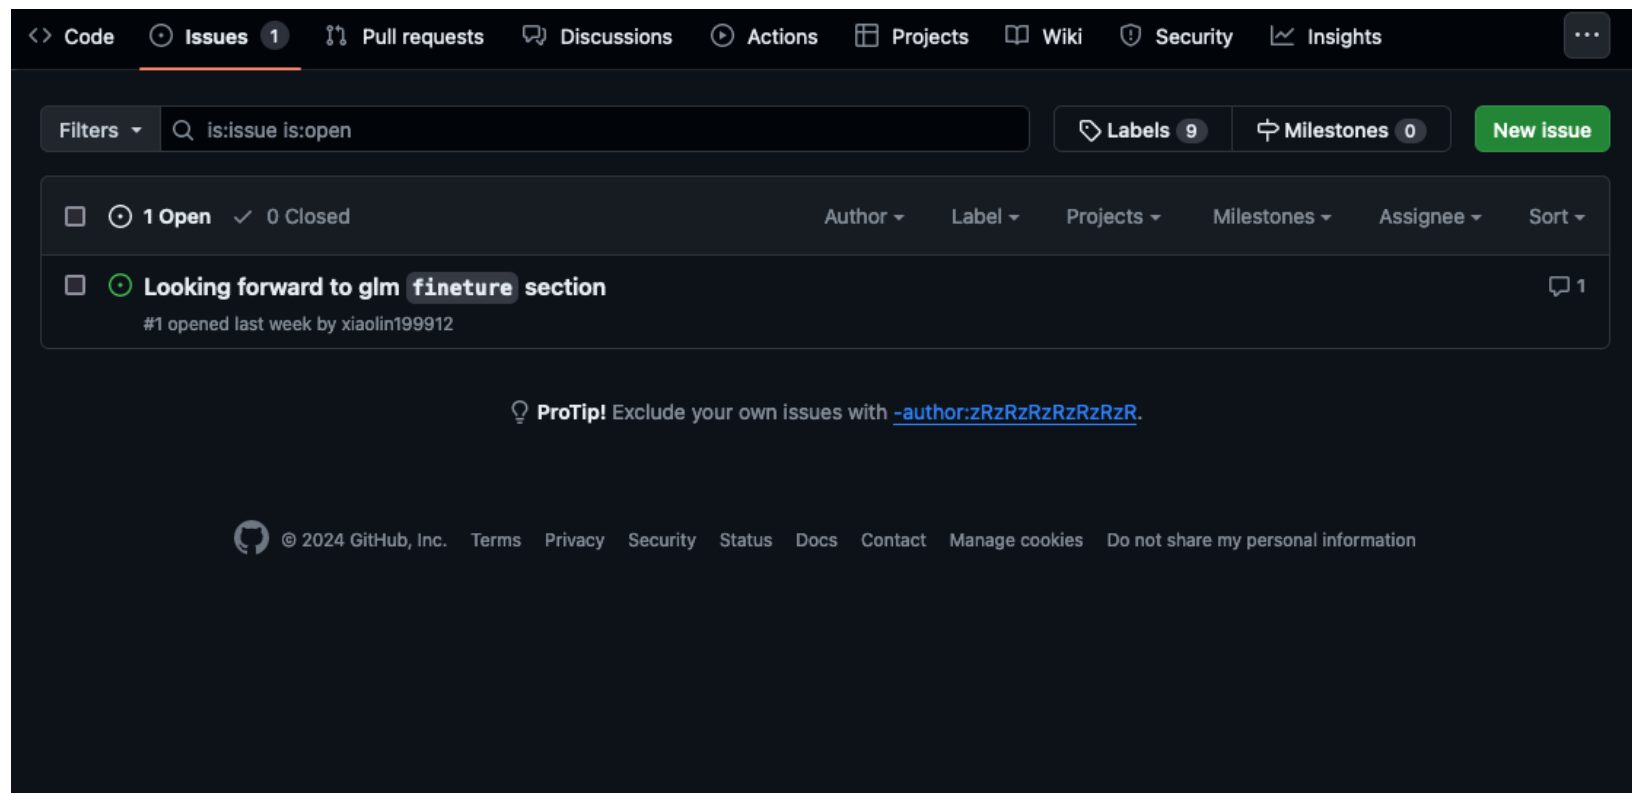 Code Issues 1 Pull requests Discussions Actions Projects Wiki Security Insights ...
Filters is:issue is:open Labels 9 Milestones 0 New issue
1 Open 0 Closed Author Label Projects Milestones Assignee Sort
Looking forward to glm fineture section 1
#1 opened last week by xiaolin199912
ProTip! Exclude your own issues with -author:zRzRzRzRzRzRzR.
© 2024 GitHub, Inc. Terms Privacy Security Status Docs Contact Manage cookies Do not share my personal information